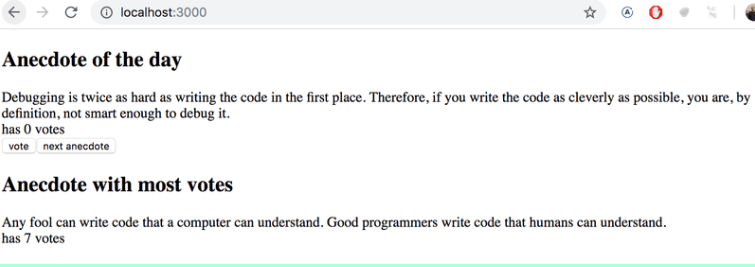 localhost:3000
Anecdote of the day
Debugging is twice as hard as writing the code in the first place. Therefore, if you write the code as cleverly as possible, you are, by
definition, not smart enough to debug it.
has 0 votes
vote next anecdote
Anecdote with most votes
Any fool can write code that a computer can understand. Good programmers write code that humans can understand.
has 7 votes